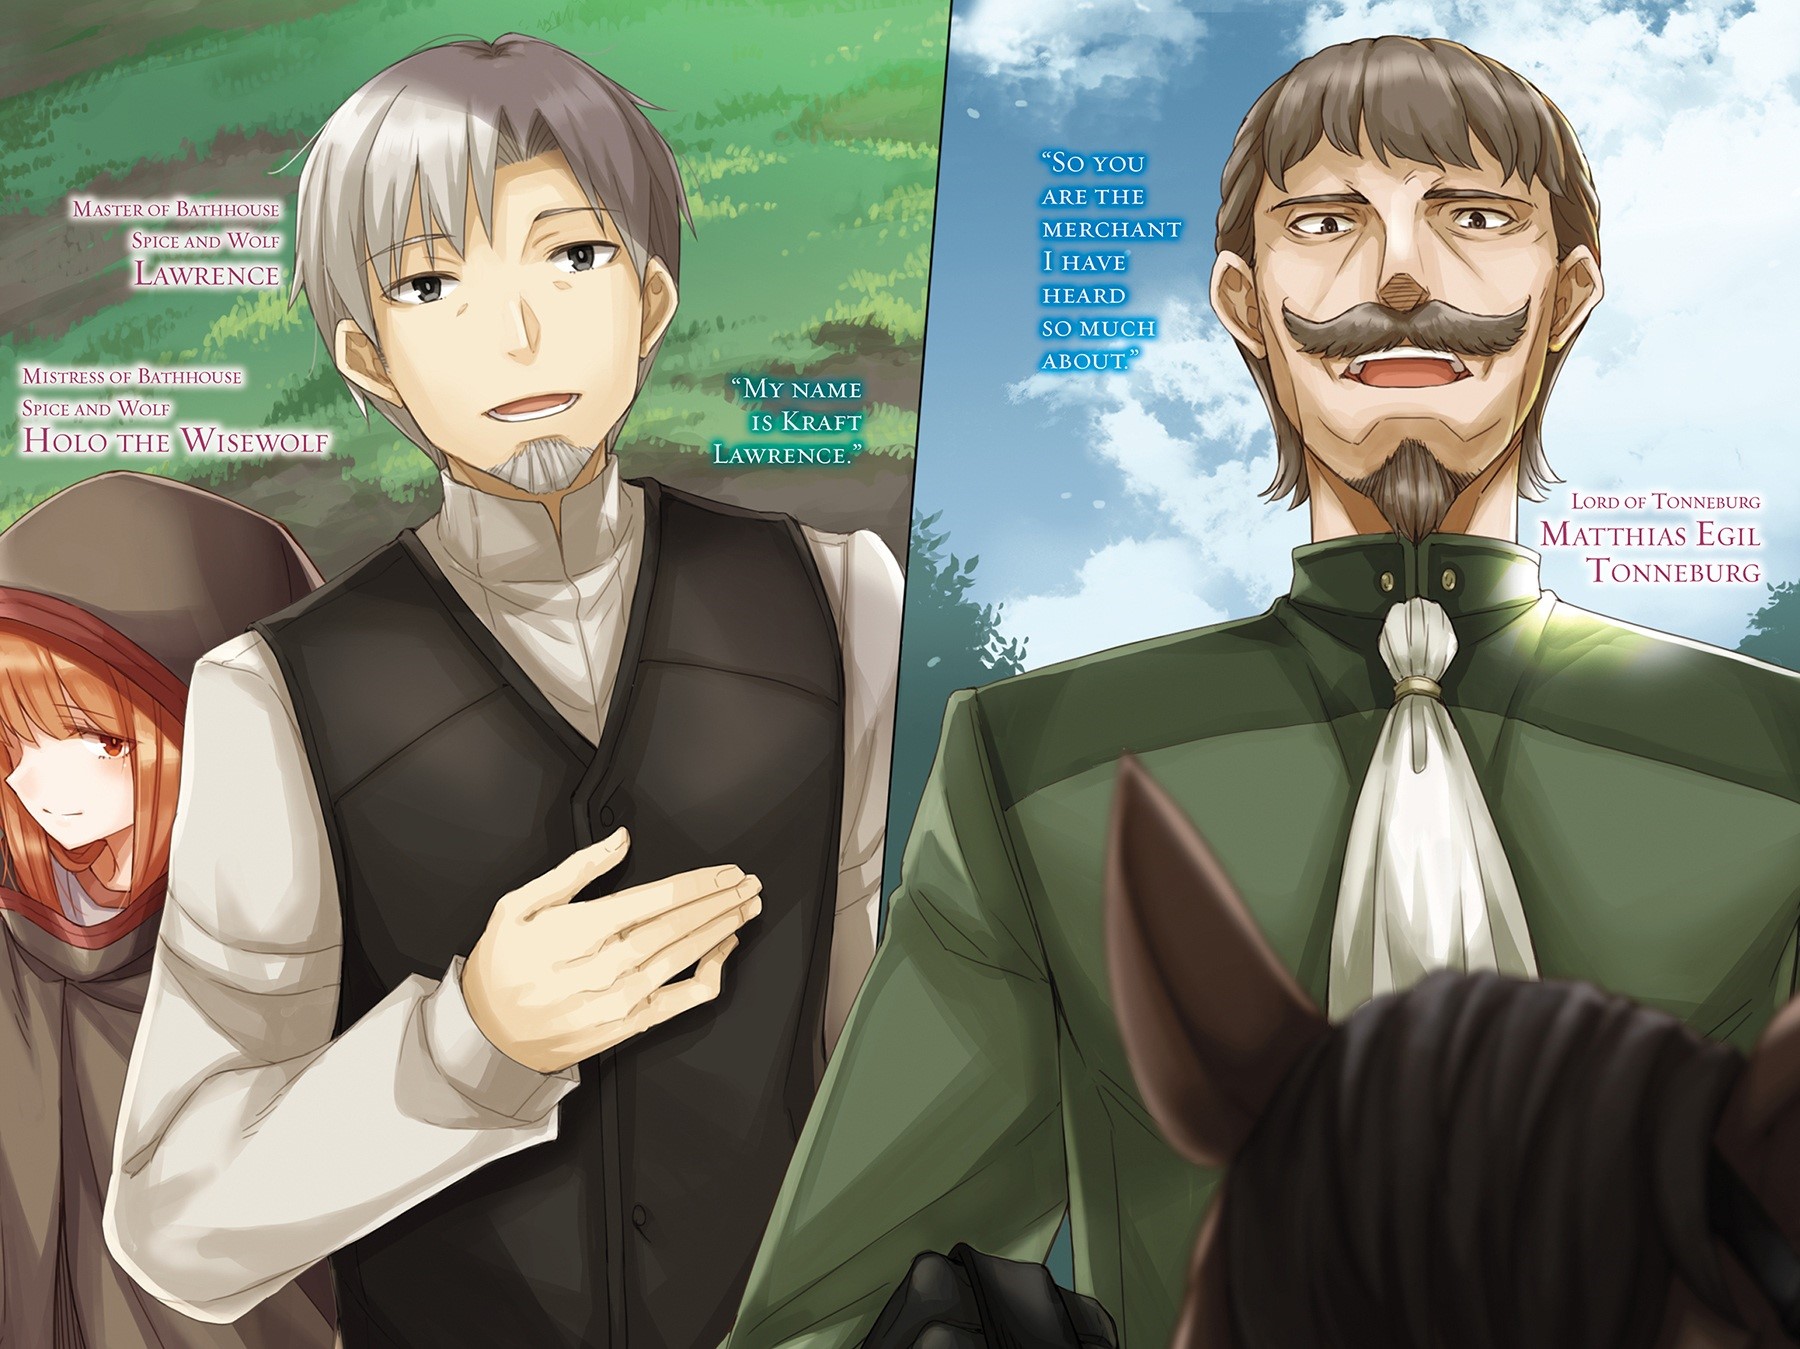 Master of Bathhouse
Spice and Wolf
Lawrence
Mistress of Bathhouse
Spice and Wolf
Holo the Wisewolf
“My name
is Kraft
Lawrence.”
“So you
are the
merchant
I have
heard
so much
about.”
Lord of Tonneburg
Matthias Egil
Tonneburg